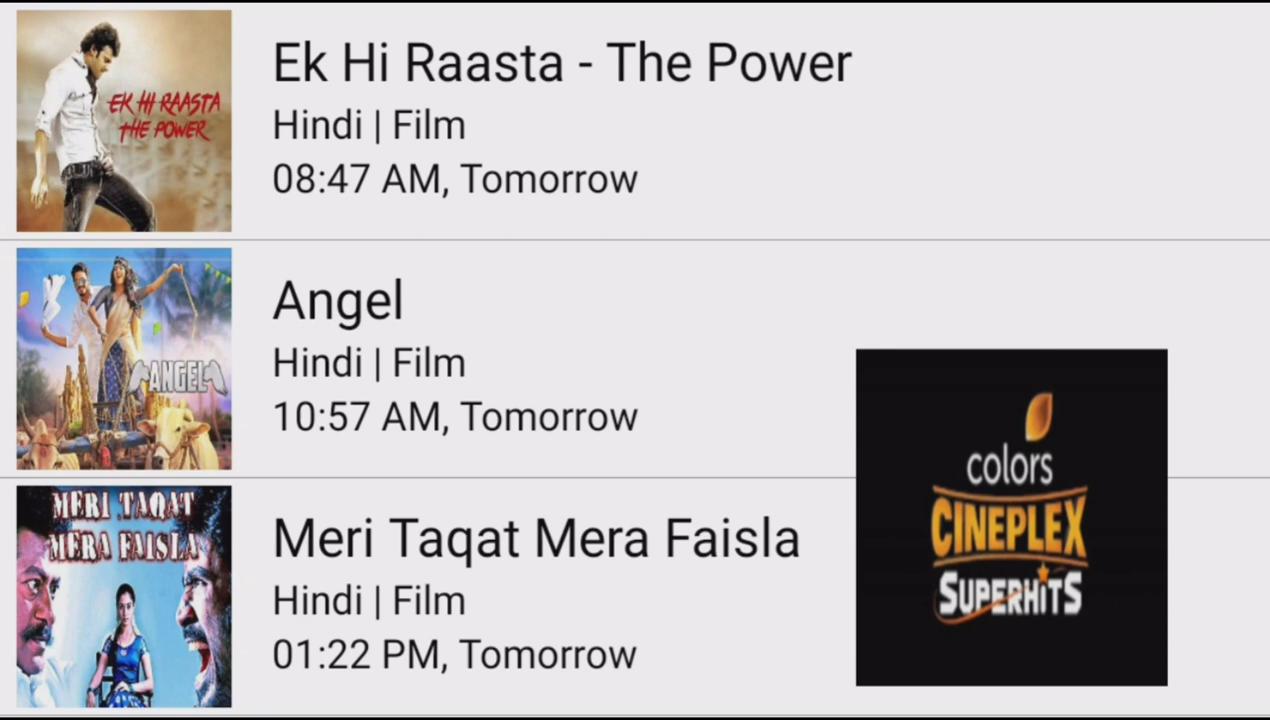 EK HI RAASTA
THE POWER
Ek Hi Raasta - The Power
Hindi | Film
08:47 AM, Tomorrow
ANGEL
Angel
Hindi | Film
10:57 AM, Tomorrow
MERI TAQAT
MERA FAISLA
Meri Taqat Mera Faisla
Hindi | Film
01:22 PM, Tomorrow
colors
CINEPLEX
SUPERHiTS